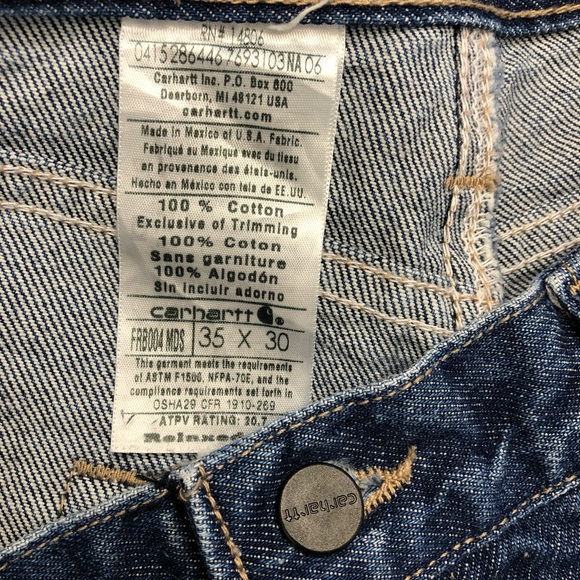 RN# 14806
0415286446 7693103 NA 06
Carhartt Inc. P.O. Box 600
Dearborn, MI 48121 USA
carhartt.com
Made in Mexico of U.S.A. Fabric.
Fabriqué au Mexique avec du tissu
en provenance des états-unis.
Hecho en México con tela de EE.UU.
100 % Cotton
Exclusive of Trimming
100% Coton
Sans garniture
100% Algodón
Sin incluir adorno
carhartt
FRB004 MDS 35 X 30
This garment meets the requirements
of ASTM F1506, NFPA-70E, and the
compliance requirements set forth in
OSHA29 CFR 1910-269
ATPV RATING: 20.7
Relaxed
carhartt